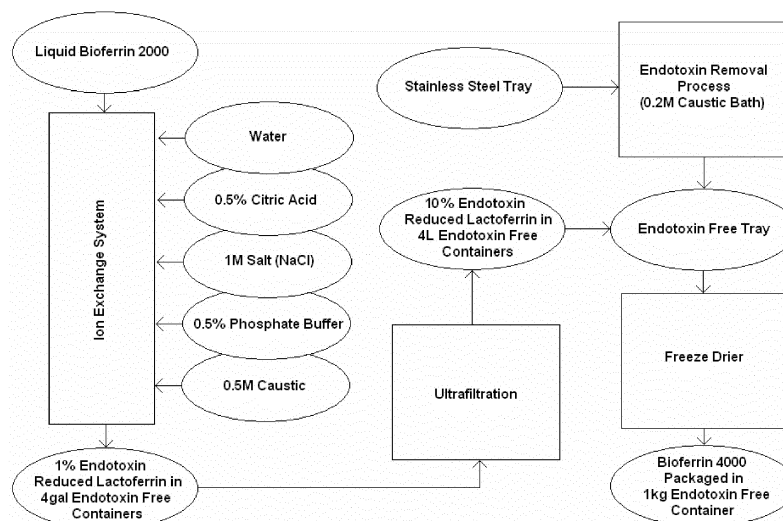 Liquid Bioferrin 2000
Ion Exchange System
Water
0.5% Citric Acid
1M Salt (NaCl)
0.5% Phosphate Buffer
0.5M Caustic
1% Endotoxin
Reduced Lactoferrin in
4gal Endotoxin Free
Containers
Ultrafiltration
10% Endotoxin
Reduced Lactoferrin in
4L Endotoxin Free
Containers
Stainless Steel Tray
Endotoxin Removal
Process
(0.2M Caustic Bath)
Endotoxin Free Tray
Freeze Drier
Bioferrin 4000
Packaged in
1kg Endotoxin Free
Container